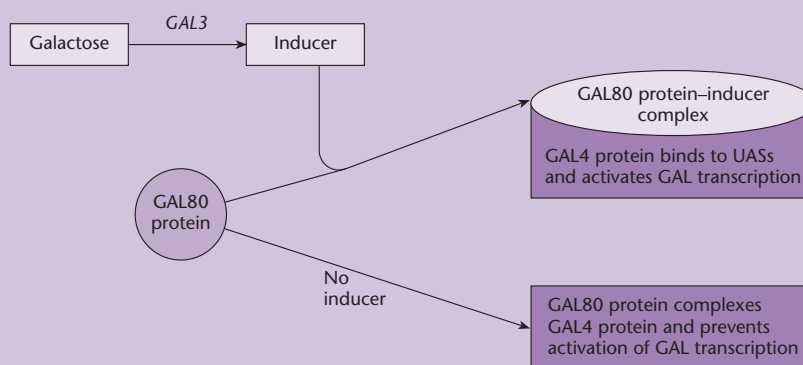 GAL3
Galactose
Inducer
GAL80 protein–inducer
complex
GAL4 protein binds to UASs
and activates GAL transcription
GAL80
protein
No
inducer
GAL80 protein complexes
GAL4 protein and prevents
activation of GAL transcription